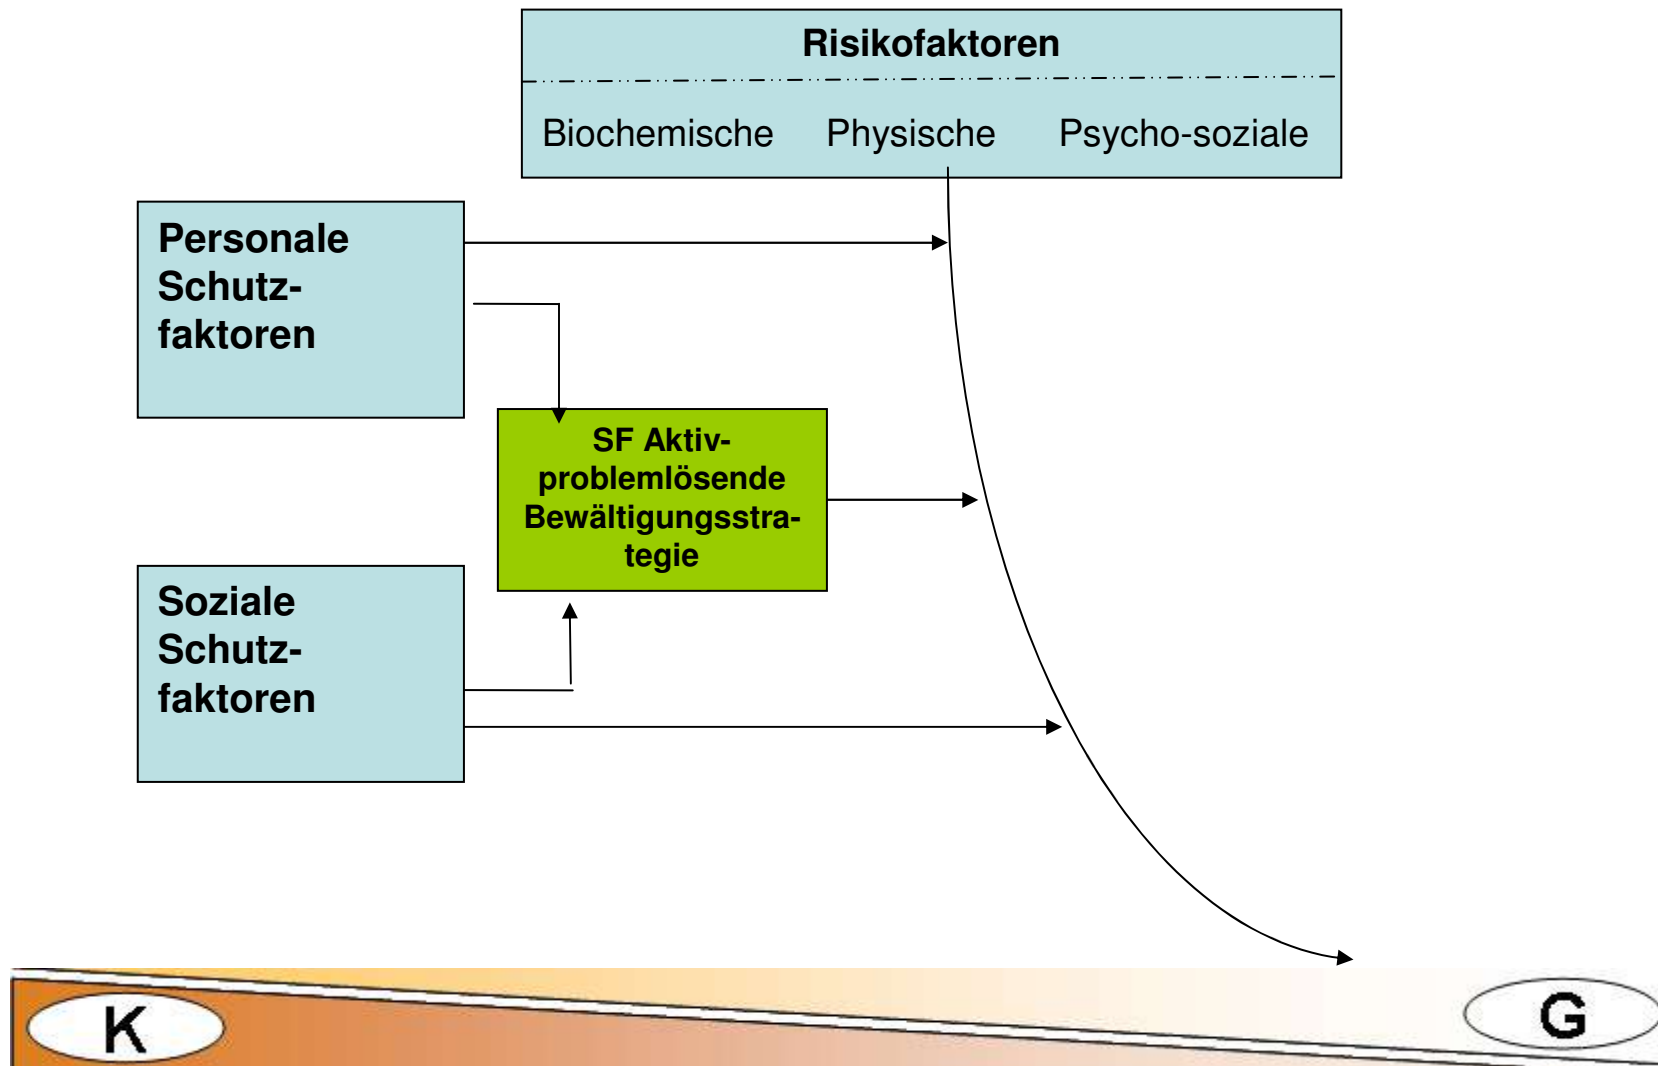 Risikofaktoren
Biochemische Physische Psycho-soziale
Personale
Schutz-
faktoren
SF Aktiv-
problemlösende
Bewältigungsstra-
tegie
Soziale
Schutz-
faktoren
K
G